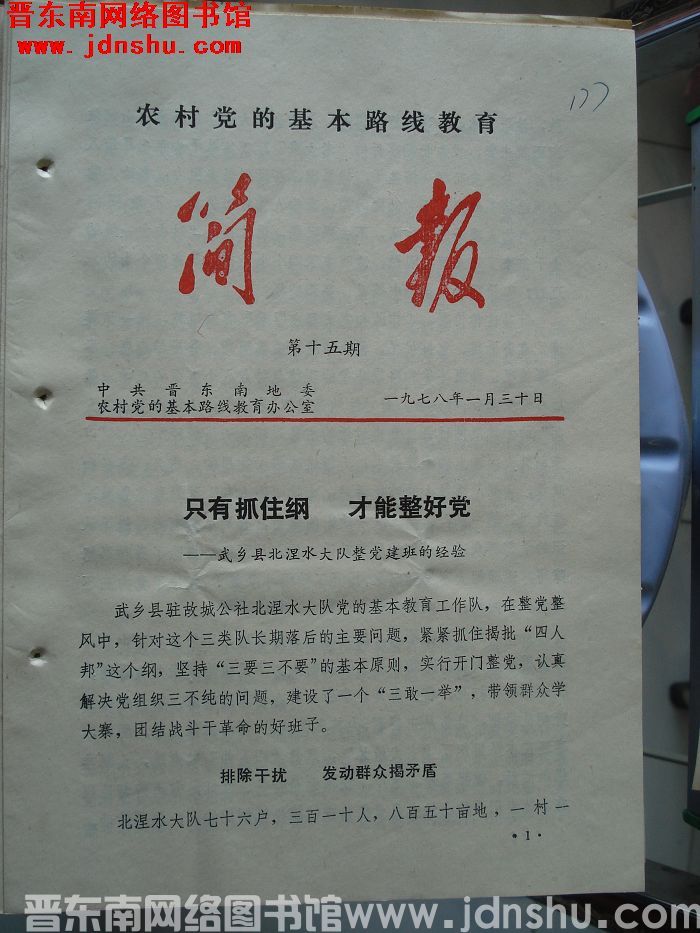 晋东南网络图书馆
www.jdnshu.com
177
农村党的基本路线教育
简报
第十五期
中共晋东南地委
农村党的基本路线教育办公室
一九七八年一月三十日
只有抓住纲 才能整好党
——武乡县北涅水大队整党建班的经验
武乡县驻故城公社北涅水大队党的基本教育工作队，在整党整
风中，针对这个三类队长期落后的主要问题，紧紧抓住揭批“四人
邦”这个纲，坚持“三要三不要”的基本原则，实行开门整党，认真
解决党组织三不纯的问题，建设了一个“三敢一举”，带领群众学
大寨，团结战斗干革命的好班子。
排除干扰 发动群众揭矛盾
北涅水大队七十六户，三百一十人，八百五十亩地，一村一
·1·
晋东南网络图书馆www.jdnshu.com